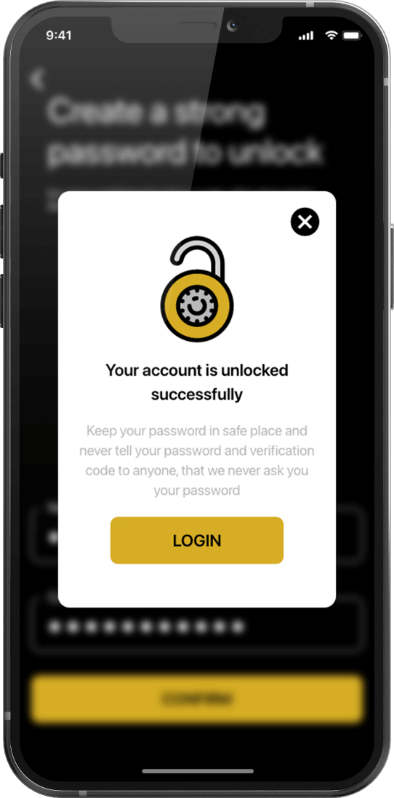 9:41
Create a strong
password to unlock
Your account is unlocked
successfully
Keep your password in safe place and
never tell your password and verification
code to anyone, that we never ask you
your password
LOGIN
CONFIRM